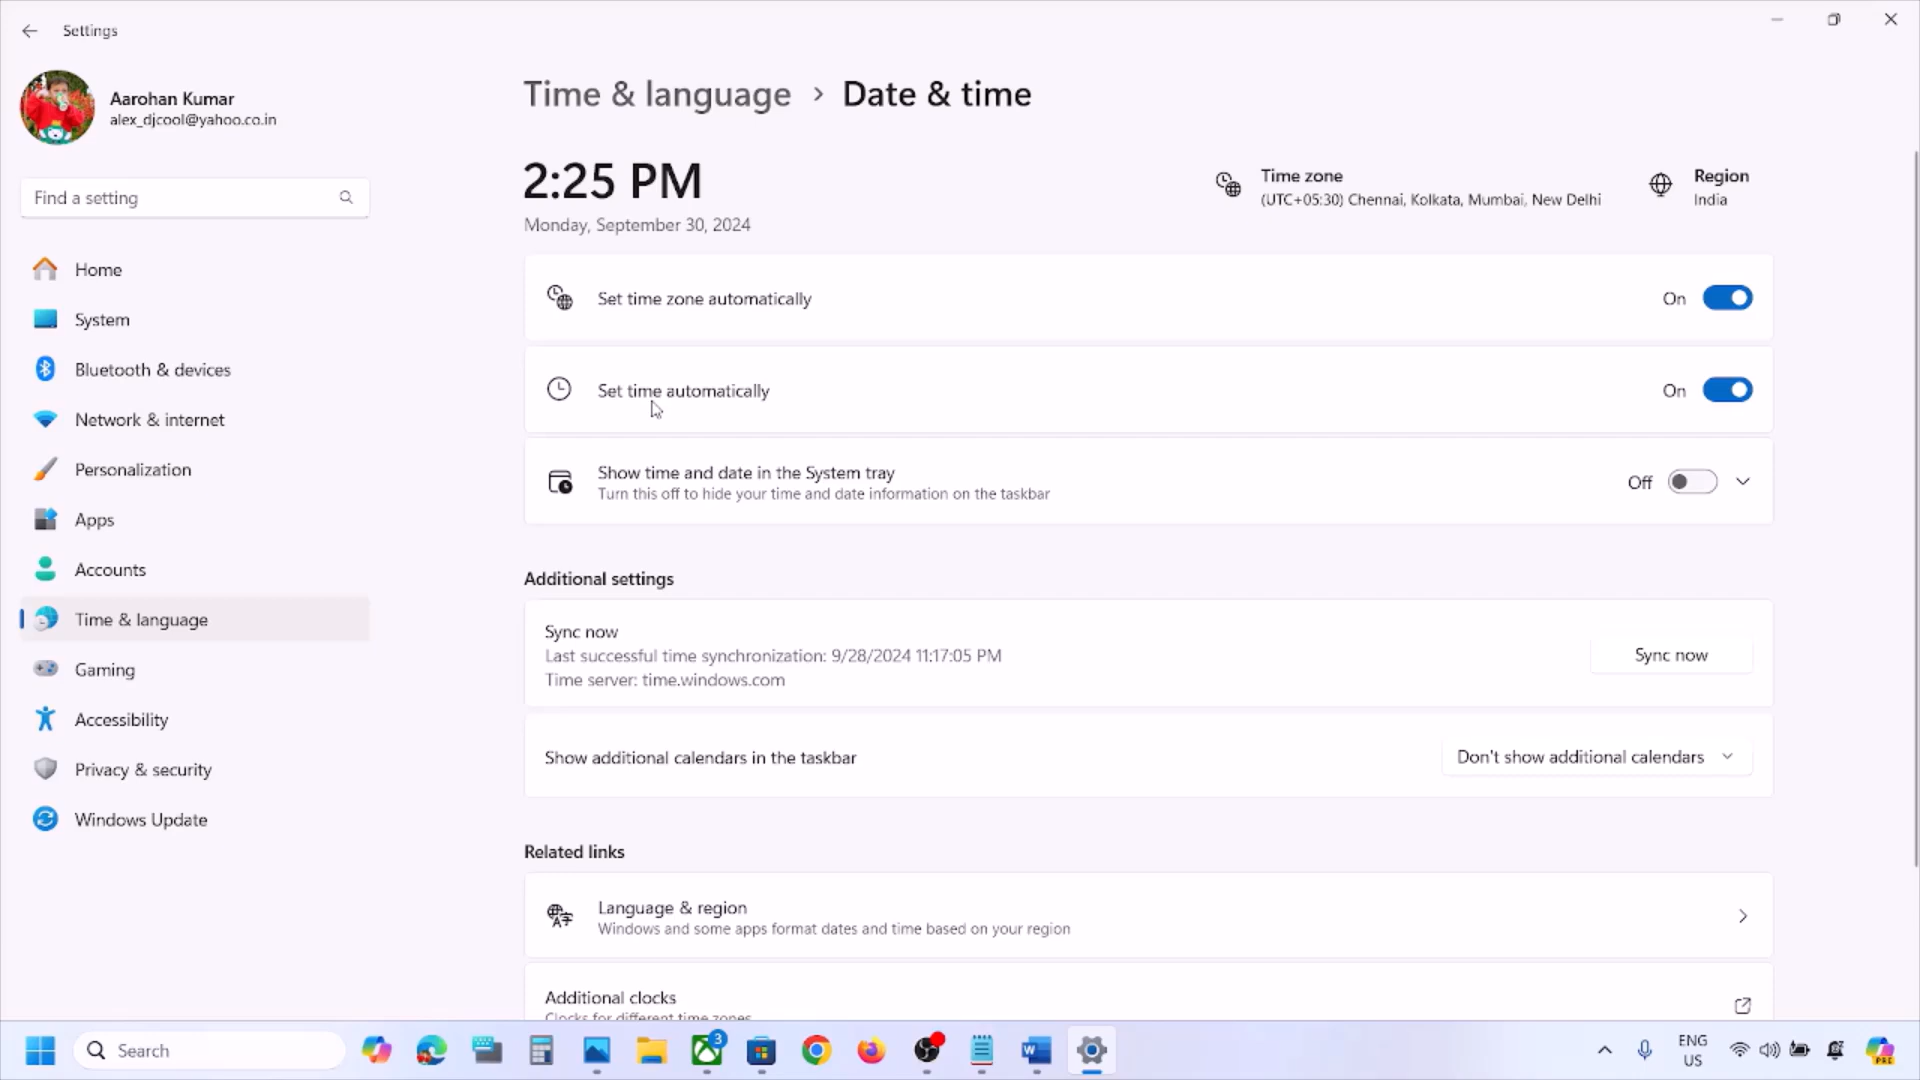 Settings
Aarohan Kumar
alex_djcool@yahoo.co.in
Find a setting
Home
System
Bluetooth & devices
Network & internet
Personalization
Apps
Accounts
Time & language
Gaming
Accessibility
Privacy & security
Windows Update
Time & language > Date & time
2:25 PM
Monday, September 30, 2024
Time zone
(UTC+05:30) Chennai, Kolkata, Mumbai, New Delhi
Region
India
Set time zone automatically
On
Set time automatically
On
Show time and date in the System tray
Turn this off to hide your time and date information on the taskbar
Off
Additional settings
Sync now
Last successful time synchronization: 9/28/2024 11:17:05 PM
Time server: time.windows.com
Sync now
Show additional calendars in the taskbar
Don't show additional calendars
Related links
Language & region
Windows and some apps format dates and time based on your region
Additional clocks
Clocks for different time zones
Search
3
ENG
US
PRE